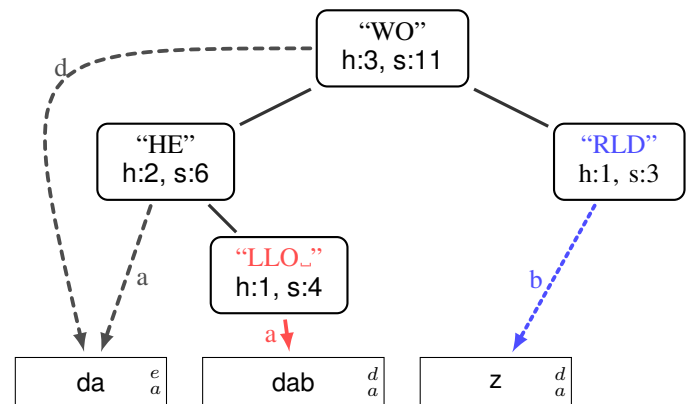 “WO”
h:3, s:11
d
“HE”
h:2, s:6
“RLD”
h:1, s:3
“LLO␣”
h:1, s:4
a
b
a
da
e
a
dab
d
a
z
d
a